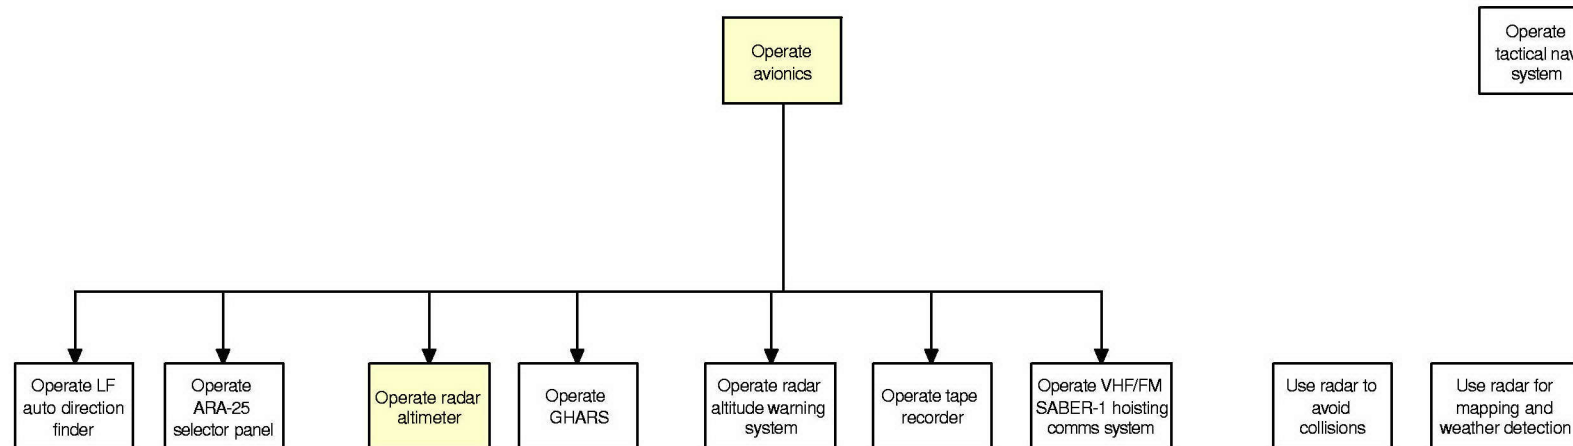 Operate
avionics
Operate
tactical nav
system
Operate LF
auto direction
finder
Operate
ARA-25
selector panel
Operate radar
altimeter
Operate
GHARS
Operate radar
altitude warning
system
Operate tape
recorder
Operate VHF/FM
SABER-1 hoisting
comms system
Use radar to
avoid
collisions
Use radar for
mapping and
weather detection